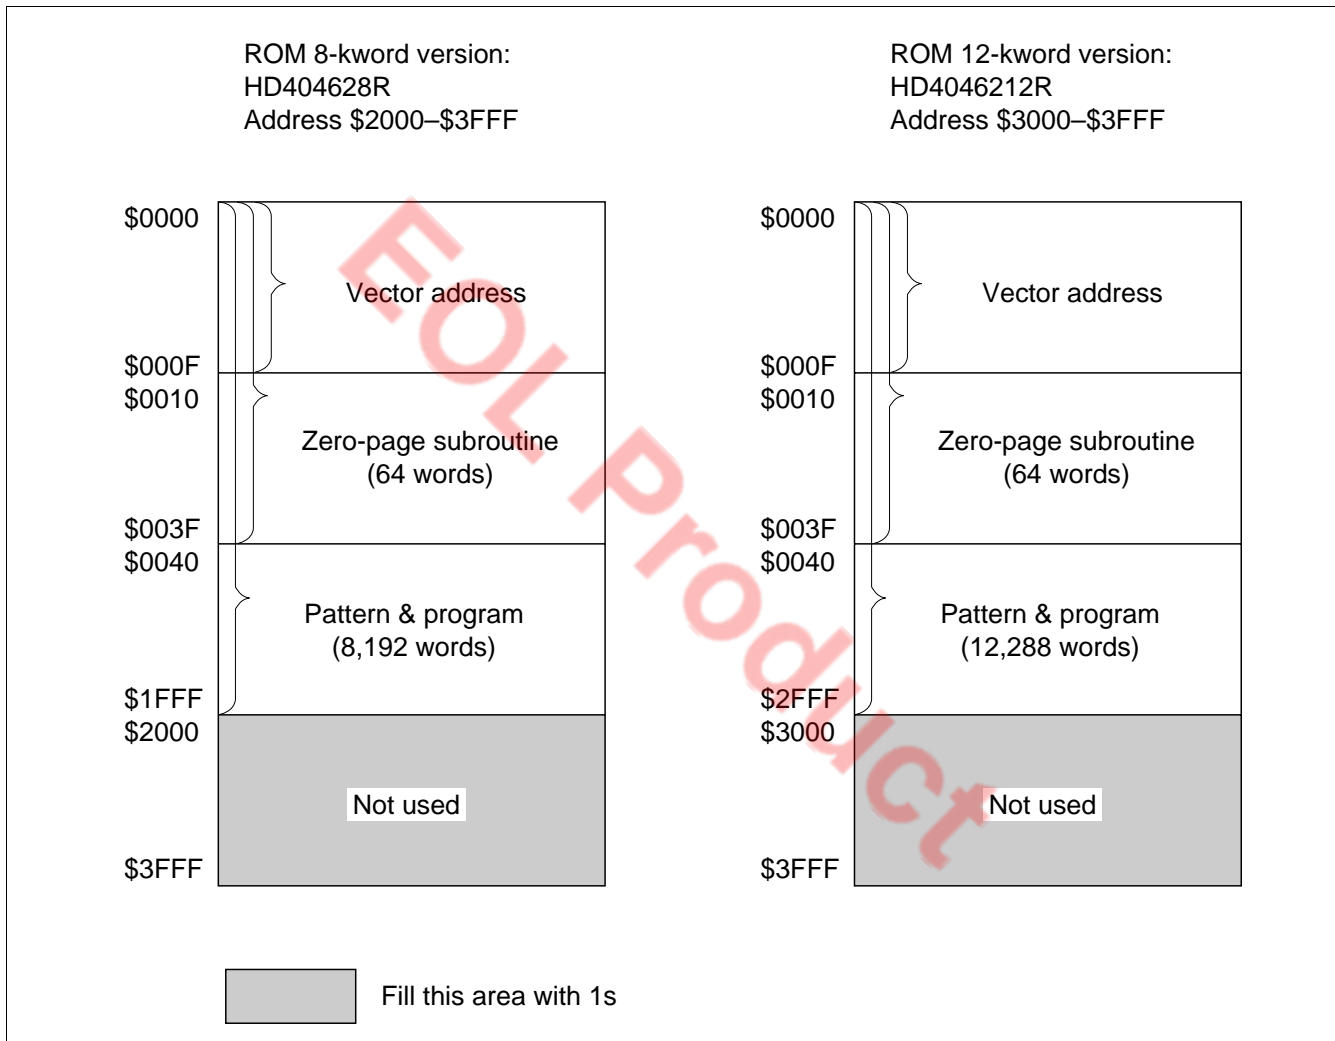 ROM 8-kword version:
HD404628R
Address $2000–$3FFF
ROM 12-kword version:
HD4046212R
Address $3000–$3FFF
$0000
Vector address
$000F
$0010
Zero-page subroutine
(64 words)
$003F
$0040
Pattern & program
(8,192 words)
$1FFF
$2000
Not used
$3FFF
$0000
Vector address
$000F
$0010
Zero-page subroutine
(64 words)
$003F
$0040
Pattern & program
(12,288 words)
$2FFF
$3000
Not used
$3FFF
EOL Product
Fill this area with 1s